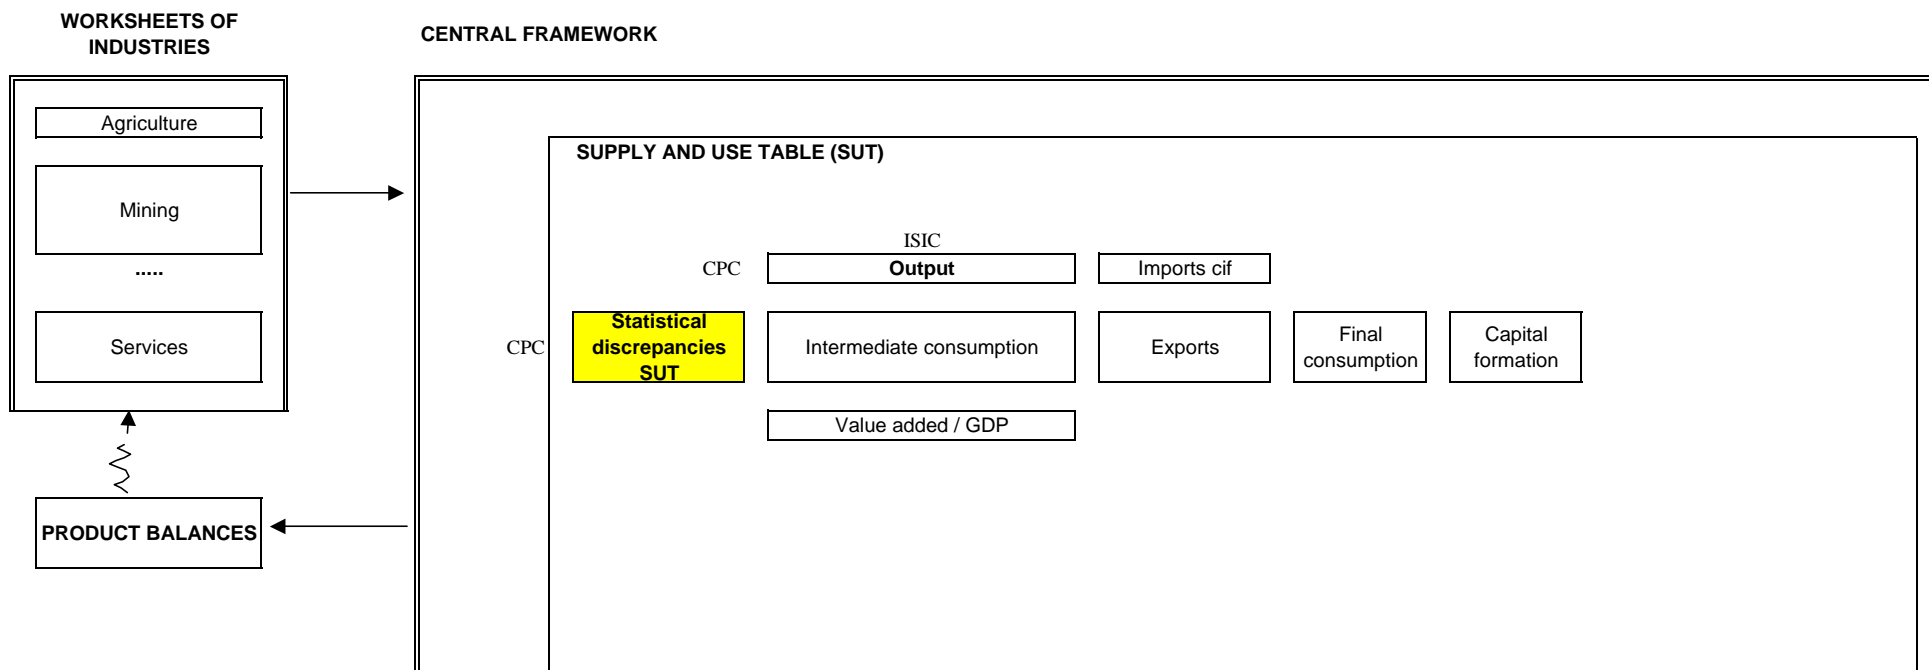 WORKSHEETS OF
INDUSTRIES
CENTRAL FRAMEWORK
Agriculture
Mining
.....
Services
PRODUCT BALANCES
SUPPLY AND USE TABLE (SUT)
ISIC
CPC
Output
Imports cif
CPC
Statistical
discrepancies
SUT
Intermediate consumption
Exports
Final
consumption
Capital
formation
Value added / GDP